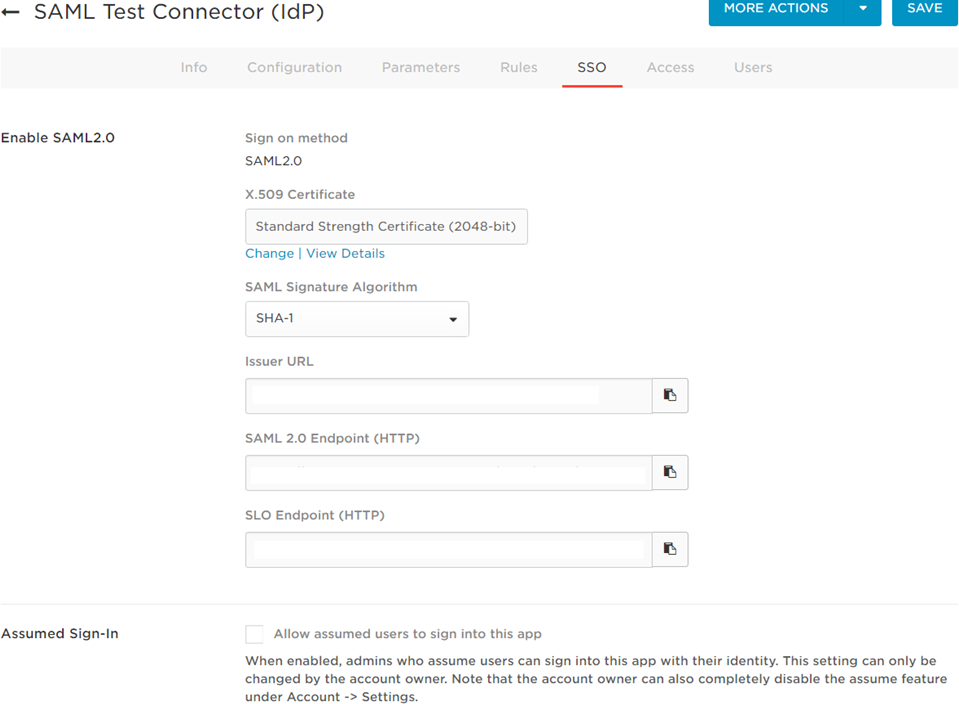 SAML Test Connector (IdP)
MORE ACTIONS
SAVE
Info Configuration Parameters Rules SSO Access Users
Enable SAML2.0
Sign on method
SAML2.0
X.509 Certificate
Standard Strength Certificate (2048-bit)
Change | View Details
SAML Signature Algorithm
SHA-1
Issuer URL
SAML 2.0 Endpoint (HTTP)
SLO Endpoint (HTTP)
Assumed Sign-In
Allow assumed users to sign into this app
When enabled, admins who assume users can sign into this app with their identity. This setting can only be
changed by the account owner. Note that the account owner can also completely disable the assume feature
under Account -> Settings.